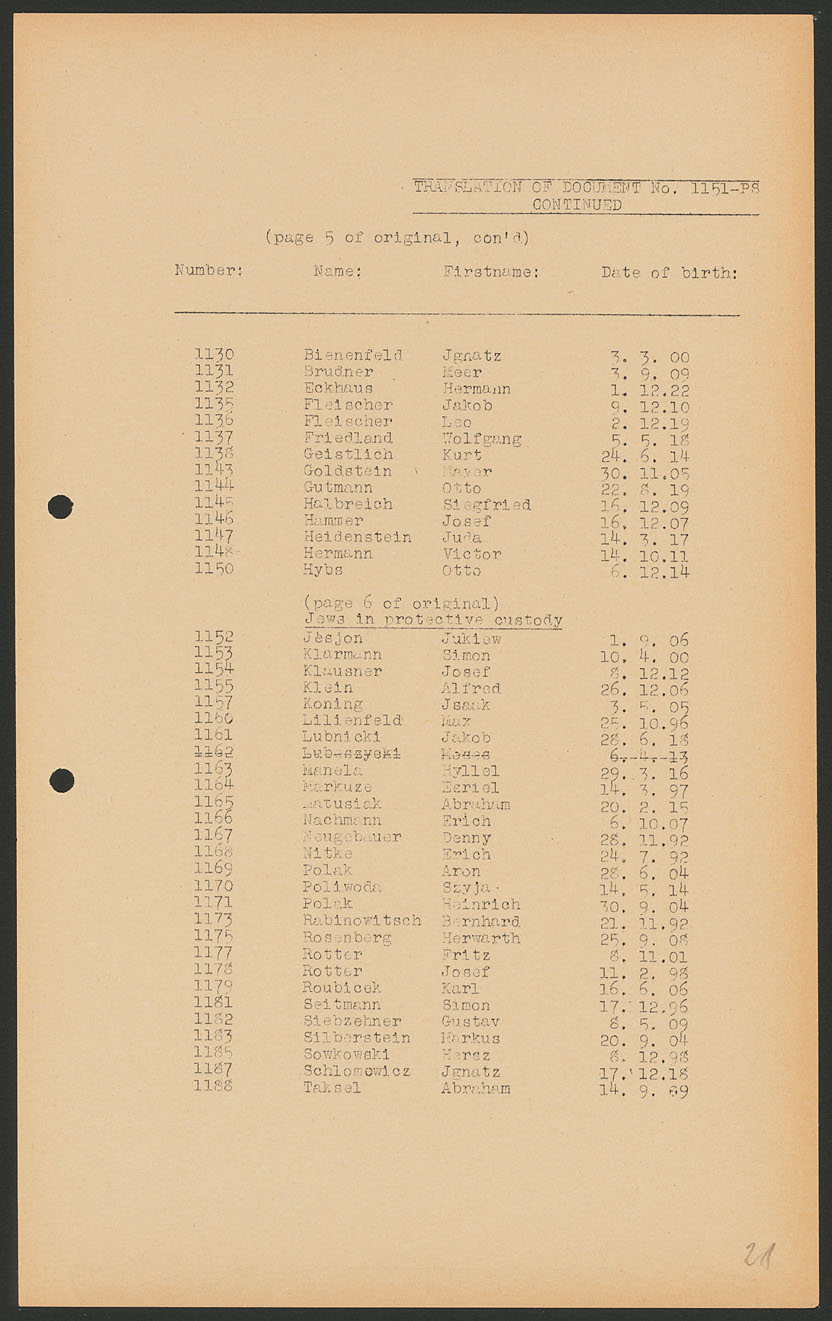 TRANSLATION OF DOCUMENT No. 1151-PS
CONTINUED
(page 5 of original, con'd)
Number: Name: Firstname: Date of birth:
1130 Bienenfeld Jgnatz 3. 3. 00
1131 Brudner Meer 3. 9. 09
1132 Eckhaus Hermann 1. 12.22
1135 Fleischer Jakob 9. 12.10
1136 Fleischer Leo 2. 12.19
1137 Friedland Wolfgang 5. 5. 18
1138 Geistlich Kurt 24. 6. 14
1143 Goldstein Mayer 30. 11.05
1144 Gutmann Otto 22. 8. 19
1145 Halbreich Siegfried 16. 12.09
1146 Hammer Josef 16. 12.07
1147 Heidenstein Juda 14. 3. 17
1148 Hermann Victor 14. 10.11
1150 Hybs Otto 6. 12.14
(page 6 of original)
Jews in protective custody
1152 Jesjon Jukiew 1. 9. 06
1153 Klarmann Simon 10. 4. 00
1154 Klausner Josef 8. 12.12
1155 Klein Alfred 26. 12.06
1157 Koning Jsaak 3. 5. 05
1160 Lilienfeld Max 25. 10.96
1161 Lubnicki Jakob 28. 6. 18
1162 Moses 6. 4. 13
1163 Manela Hyllel 29. 3. 16
1164 Markuze Esriel 14. 3. 97
1165 Matusiak Abraham 20. 2. 15
1166 Nachmann Erich 6. 10.07
1167 Neugebauer Denny 28. 11.92
1168 Nitke Erich 24. 7. 92
1169 Polak Aron 28. 6. 04
1170 Poliwoda Szyja 14. 5. 14
1171 Polak Heinrich 30. 9. 04
1173 Rabinowitsch Bernhard 21. 11.92
1175 Rosenberg Herwarth 25. 9. 08
1177 Rotter Fritz 8. 11.01
1178 Rotter Josef 11. 2. 98
1179 Roubicek Karl 16. 6. 06
1181 Seitmann Simon 17. 12.96
1182 Siebzehner Gustav 8. 5. 09
1183 Silberstein Markus 20. 9. 04
1185 Sowkowski Hersz 8. 12.98
1187 Schlomowicz Jgnatz 17. 12.18
1188 Taksel Abraham 14. 9.